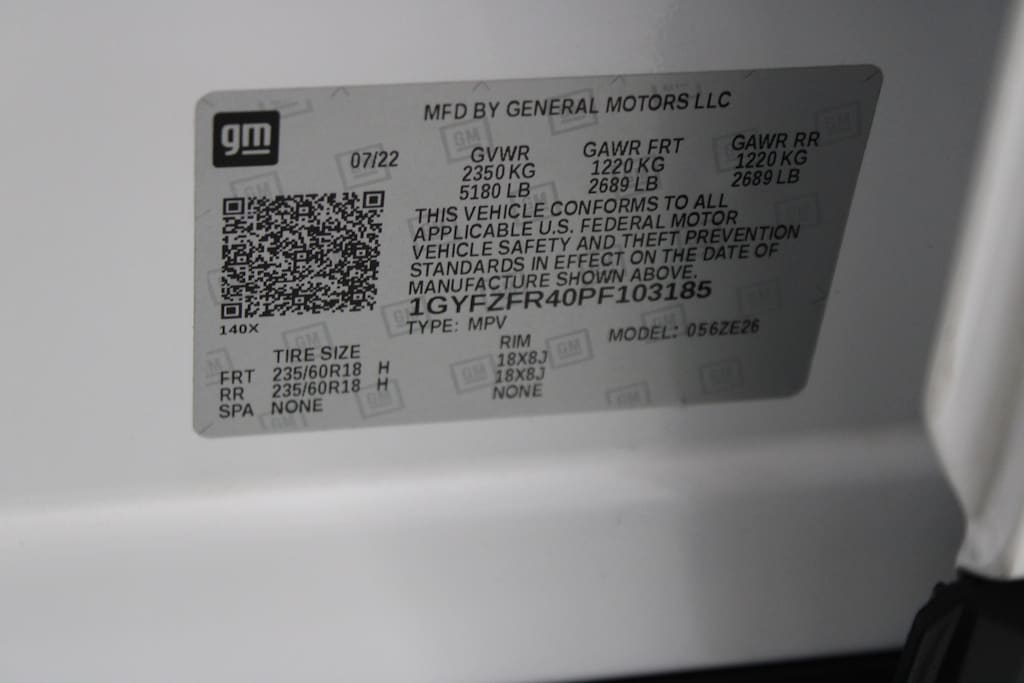 gm
MFD BY GENERAL MOTORS LLC
07/22 GVWR GAWR FRT GAWR RR
2350 KG 1220 KG 1220 KG
5180 LB 2689 LB 2689 LB
THIS VEHICLE CONFORMS TO ALL
APPLICABLE U.S. FEDERAL MOTOR
VEHICLE SAFETY AND THEFT PREVENTION
STANDARDS IN EFFECT ON THE DATE OF
MANUFACTURE SHOWN ABOVE.
1GYFZFR40PF103185
140X
TYPE: MPV MODEL: 056ZE26
TIRE SIZE RIM
FRT 235/60R18 H 18X8J
RR 235/60R18 H 18X8J
SPA NONE NONE